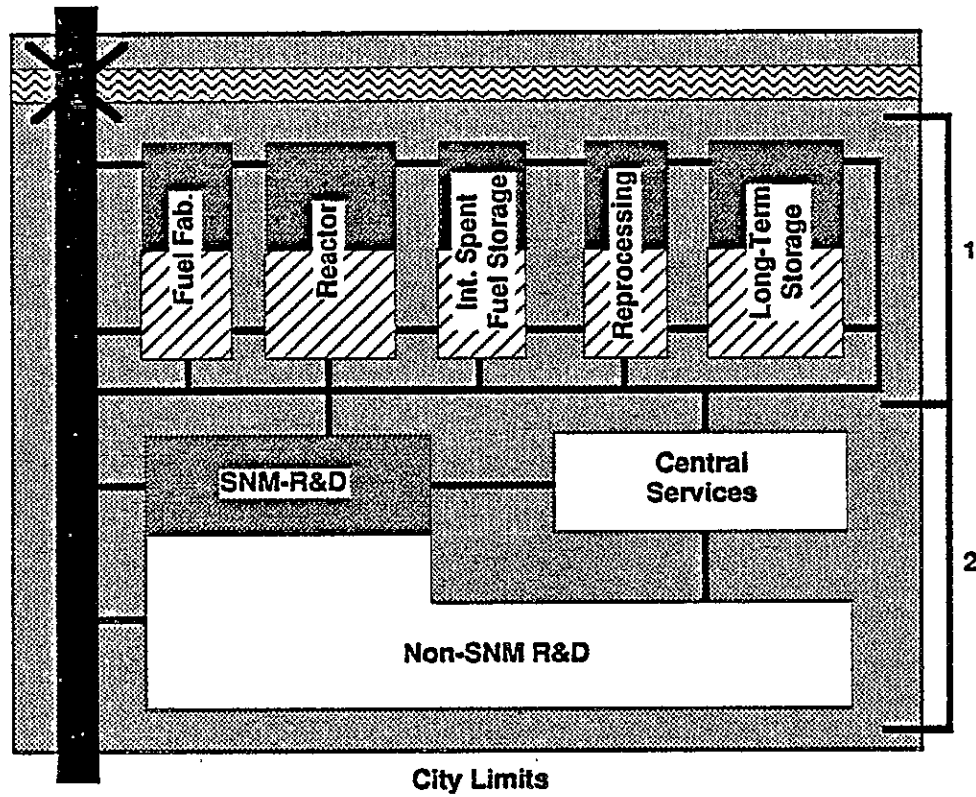 Fuel Fab.
Reactor
Int. Spent
Fuel Storage
Reprocessing
Long-Term
Storage
1
SNM-R&D
Central
Services
2
Non-SNM R&D
City Limits